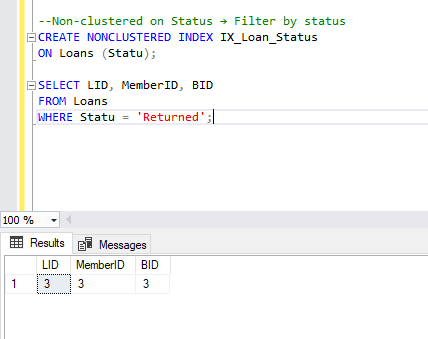 --Non-clustered on Status → Filter by status
CREATE NONCLUSTERED INDEX IX_Loan_Status
ON Loans (Statu);
SELECT LID, MemberID, BID
FROM Loans
WHERE Statu = 'Returned';
100 %
Results Messages
LID MemberID BID
1 3 3 3